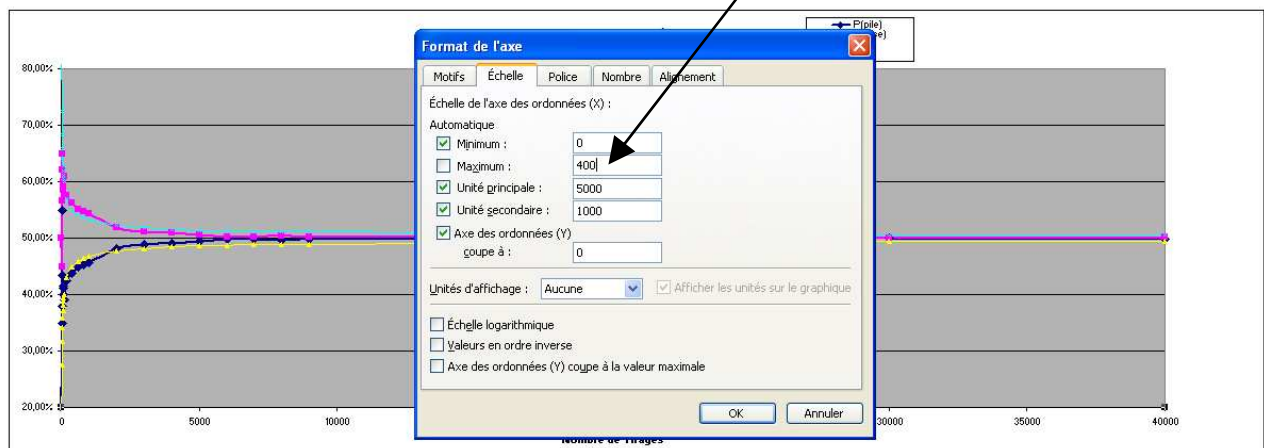 P(pile)
Format de l'axe
Motifs Échelle Police Nombre Alignement
Échelle de l'axe des ordonnées (X) :
Automatique
Minimum : 0
Maximum : 400
Unité principale : 5000
Unité secondaire : 1000
Axe des ordonnées (Y)
coupe à : 0
Unités d'affichage : Aucune Afficher les unités sur le graphique
Échelle logarithmique
Valeurs en ordre inverse
Axe des ordonnées (Y) coupe à la valeur maximale
OK Annuler
80,00%
70,00%
60,00%
50,00%
40,00%
30,00%
20,00%
0 5000 10000 30000 35000 40000
Nombre de Tirages